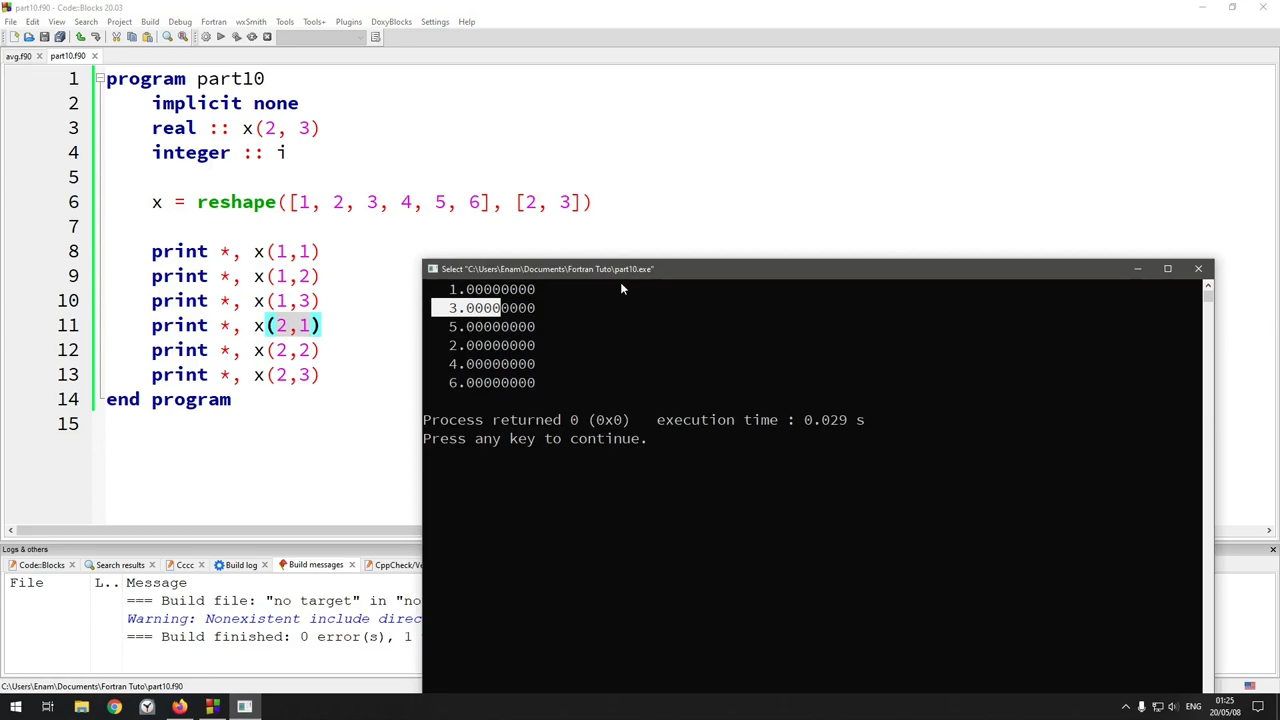 part10.f90 - Code::Blocks 20.03
File Edit View Search Project Build Debug Fortran wxSmith Tools Tools+ Plugins DoxyBlocks Settings Help
avg.f90 part10.f90
1 program part10
2 implicit none
3 real :: x(2, 3)
4 integer :: i
5
6 x = reshape([1, 2, 3, 4, 5, 6], [2, 3])
7
8 print *, x(1,1)
9 print *, x(1,2)
10 print *, x(1,3)
11 print *, x(2,1)
12 print *, x(2,2)
13 print *, x(2,3)
14 end program
15
Select "C:\Users\Enam\Documents\Fortran Tuto\part10.exe"
1.00000000
3.00000000
5.00000000
2.00000000
4.00000000
6.00000000
Process returned 0 (0x0) execution time : 0.029 s
Press any key to continue.
Logs & others
Code::Blocks Search results Cccc Build log Build messages CppCheck/Ve
File L.. Message
=== Build file: "no target" in "no
Warning: Nonexistent include direc
=== Build finished: 0 error(s), 1
C:\Users\Enam\Documents\Fortran Tuto\part10.f90
ENG
01:25
20/05/08